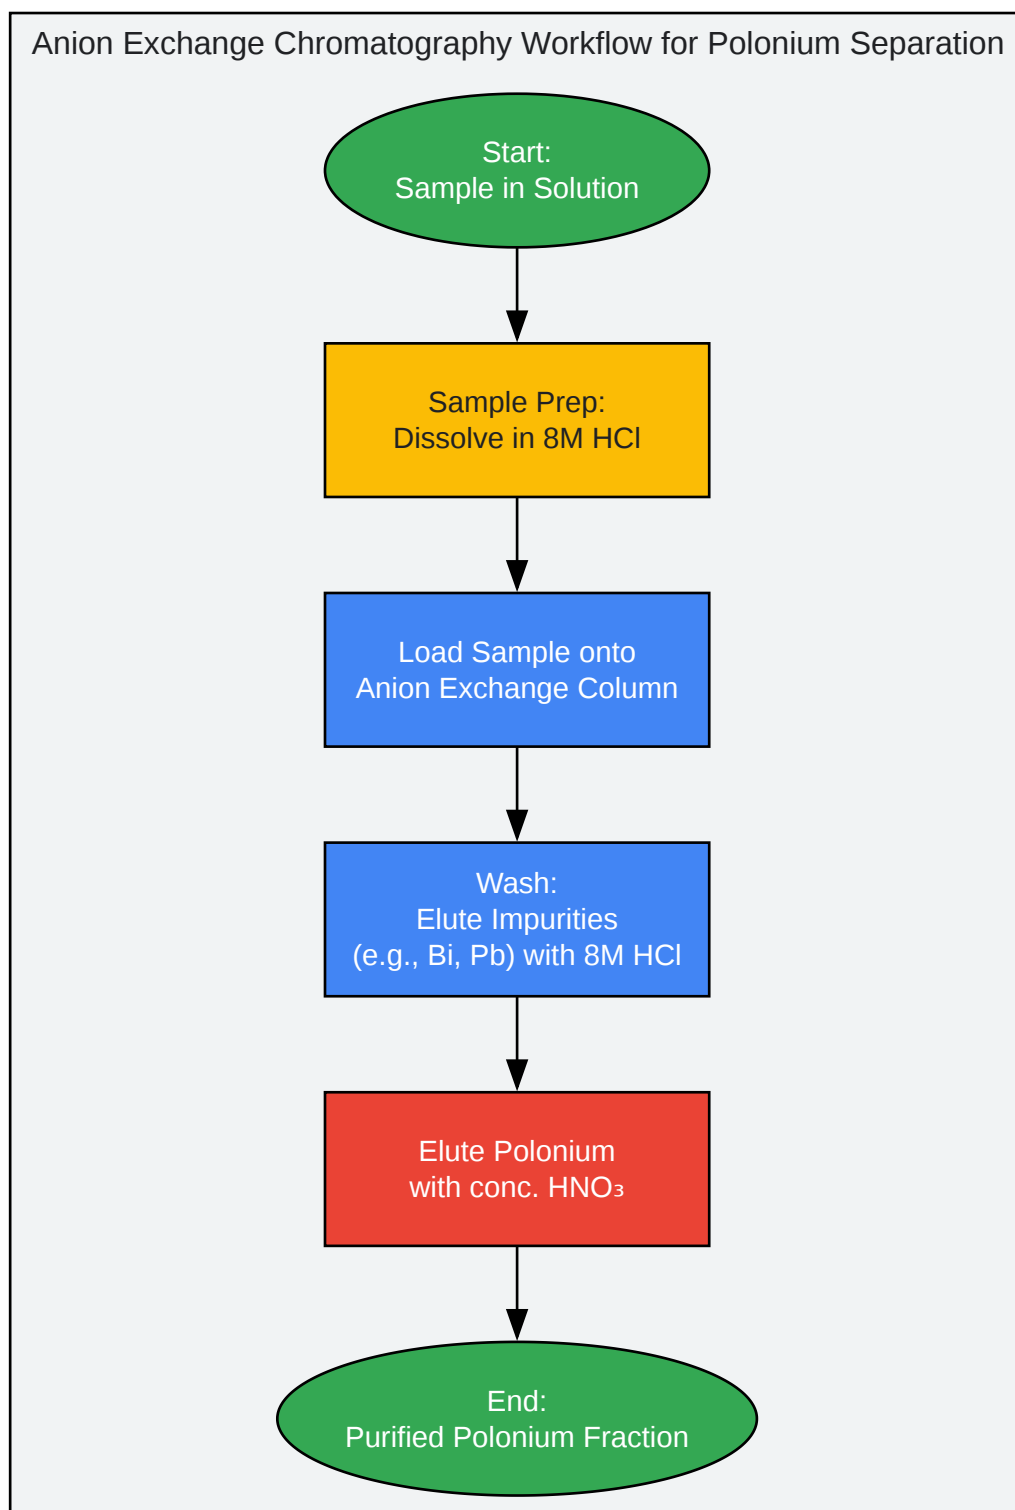 Anion Exchange Chromatography Workflow for Polonium Separation
Start:
Sample in Solution
Sample Prep:
Dissolve in 8M HCl
Load Sample onto
Anion Exchange Column
Wash:
Elute Impurities
(e.g., Bi, Pb) with 8M HCl
Elute Polonium
with conc. HNO₃
End:
Purified Polonium Fraction